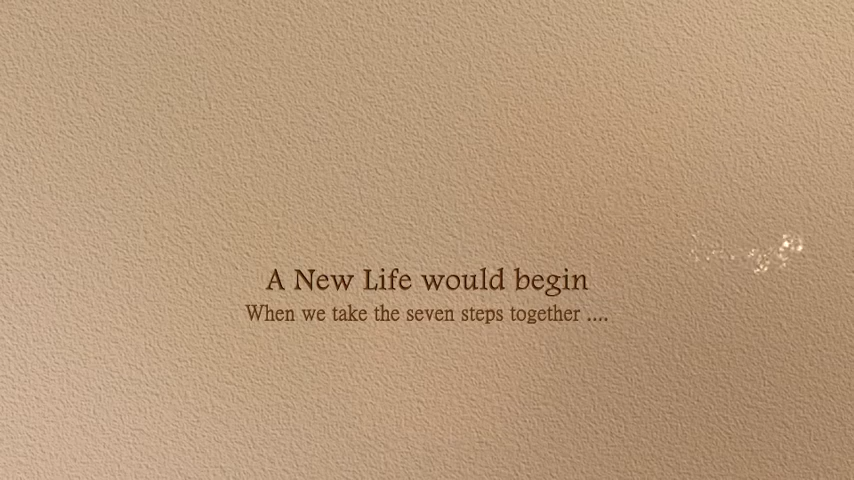 A New Life would begin
When we take the seven steps together ....